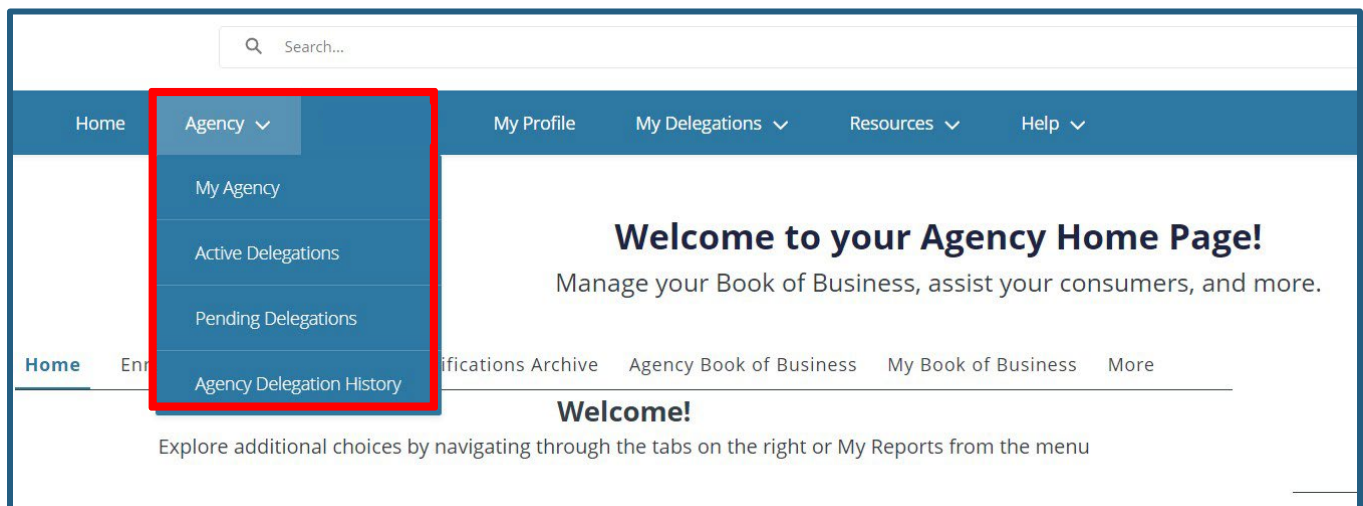 Search...
Home Agency My Profile My Delegations Resources Help
My Agency
Active Delegations
Pending Delegations
Agency Delegation History
Welcome to your Agency Home Page!
Manage your Book of Business, assist your consumers, and more.
Home Archive Agency Book of Business My Book of Business More
Welcome!
Explore additional choices by navigating through the tabs on the right or My Reports from the menu